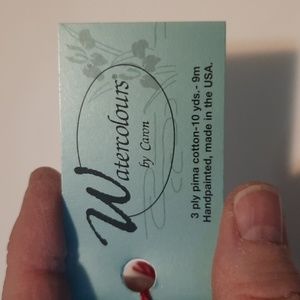 Watercolours®
by Caron
3 ply pima cotton-10 yds.- 9m
Handpainted, made in the USA.